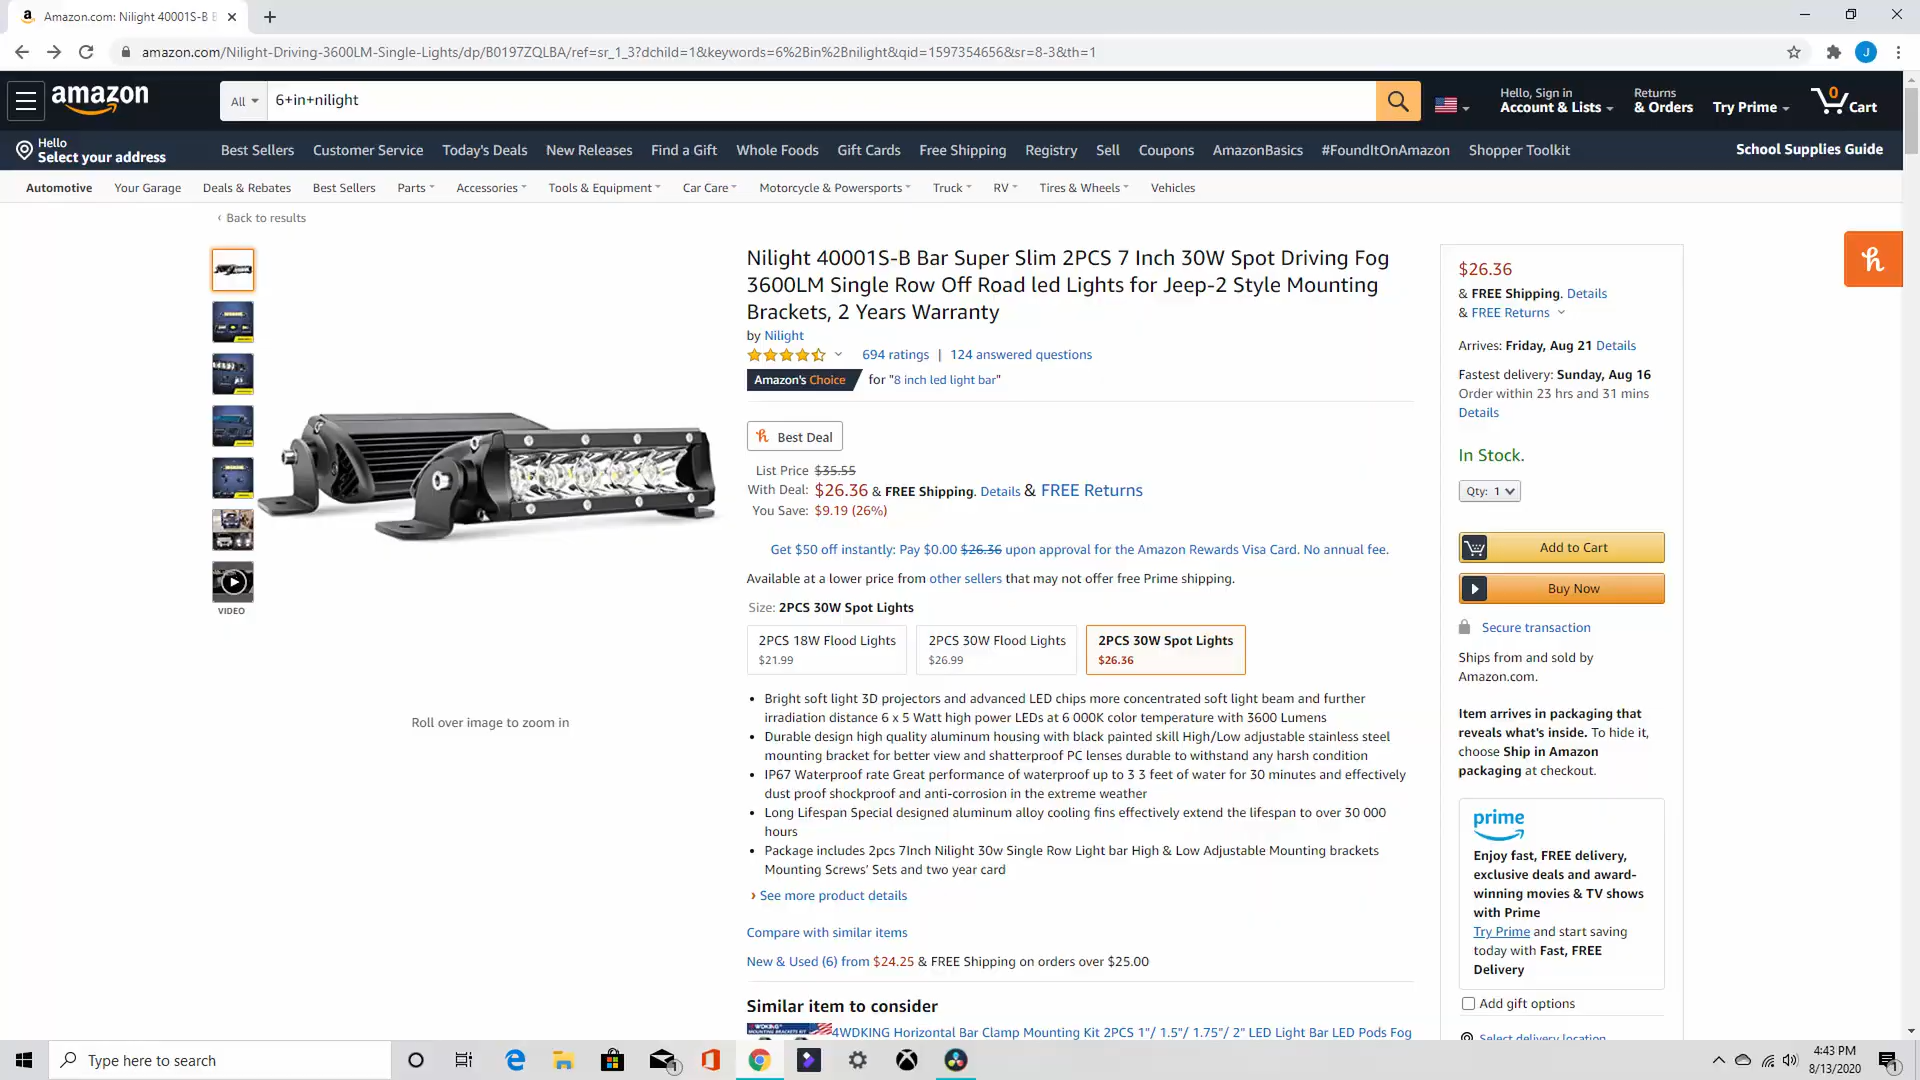 Amazon.com: Nilight 40001S-B B
amazon.com/Nilight-Driving-3600LM-Single-Lights/dp/B0197ZQLBA/ref=sr_1_3?dchild=1&keywords=6%2Bin%2Bnilight&qid=1597354656&sr=8-3&th=1
J
amazon
All
6+in+nilight
Hello, Sign in
Account & Lists
Returns
& Orders
Try Prime
0
Cart
Hello
Select your address
Best Sellers Customer Service Today's Deals New Releases Find a Gift Whole Foods Gift Cards Free Shipping Registry Sell Coupons AmazonBasics #FoundItOnAmazon Shopper Toolkit
School Supplies Guide
Automotive Your Garage Deals & Rebates Best Sellers Parts Accessories Tools & Equipment Car Care Motorcycle & Powersports Truck RV Tires & Wheels Vehicles
‹ Back to results
VIDEO
Roll over image to zoom in
Nilight 40001S-B Bar Super Slim 2PCS 7 Inch 30W Spot Driving Fog
3600LM Single Row Off Road led Lights for Jeep-2 Style Mounting
Brackets, 2 Years Warranty
by Nilight
694 ratings | 124 answered questions
Amazon's Choice for "8 inch led light bar"
Best Deal
List Price $35.55
With Deal: $26.36 & FREE Shipping. Details & FREE Returns
You Save: $9.19 (26%)
Get $50 off instantly: Pay $0.00 $26.36 upon approval for the Amazon Rewards Visa Card. No annual fee.
Available at a lower price from other sellers that may not offer free Prime shipping.
Size: 2PCS 30W Spot Lights
2PCS 18W Flood Lights 2PCS 30W Flood Lights 2PCS 30W Spot Lights
$21.99 $26.99 $26.36
• Bright soft light 3D projectors and advanced LED chips more concentrated soft light beam and further
irradiation distance 6 x 5 Watt high power LEDs at 6 000K color temperature with 3600 Lumens
• Durable design high quality aluminum housing with black painted skill High/Low adjustable stainless steel
mounting bracket for better view and shatterproof PC lenses durable to withstand any harsh condition
• IP67 Waterproof rate Great performance of waterproof up to 3 3 feet of water for 30 minutes and effectively
dust proof shockproof and anti-corrosion in the extreme weather
• Long Lifespan Special designed aluminum alloy cooling fins effectively extend the lifespan to over 30 000
hours
• Package includes 2pcs 7Inch Nilight 30w Single Row Light bar High & Low Adjustable Mounting brackets
Mounting Screws' Sets and two year card
› See more product details
Compare with similar items
New & Used (6) from $24.25 & FREE Shipping on orders over $25.00
Similar item to consider
4WDKING Horizontal Bar Clamp Mounting Kit 2PCS 1"/ 1.5"/ 1.75"/ 2" LED Light Bar LED Pods Fog
$26.36
& FREE Shipping. Details
& FREE Returns
Arrives: Friday, Aug 21 Details
Fastest delivery: Sunday, Aug 16
Order within 23 hrs and 31 mins
Details
In Stock.
Qty: 1
Add to Cart
Buy Now
Secure transaction
Ships from and sold by
Amazon.com.
Item arrives in packaging that
reveals what's inside. To hide it,
choose Ship in Amazon
packaging at checkout.
prime
Enjoy fast, FREE delivery,
exclusive deals and award-
winning movies & TV shows
with Prime
Try Prime and start saving
today with Fast, FREE
Delivery
Add gift options
Select delivery location
Type here to search
4:43 PM
8/13/2020